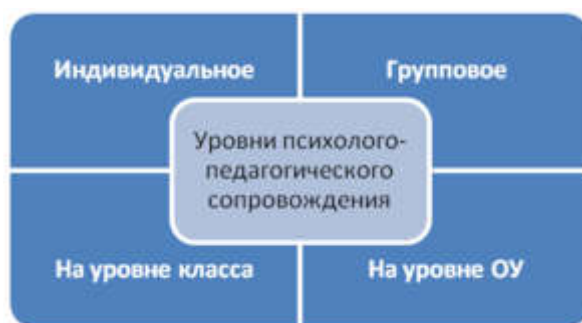 Индивидуальное
Групповое
Уровни психолого-
педагогического
сопровождения
На уровне класса
На уровне ОУ